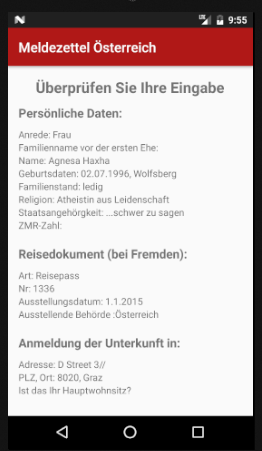 LTE 9:55
Meldezettel Österreich
Überprüfen Sie Ihre Eingabe
Persönliche Daten:
Anrede: Frau
Familienname vor der ersten Ehe:
Name: Agnesa Haxha
Geburtsdaten: 02.07.1996, Wolfsberg
Familienstand: ledig
Religion: Atheistin aus Leidenschaft
Staatsangehörgkeit: ...schwer zu sagen
ZMR-Zahl:
Reisedokument (bei Fremden):
Art: Reisepass
Nr: 1336
Ausstellungsdatum: 1.1.2015
Ausstellende Behörde :Österreich
Anmeldung der Unterkunft in:
Adresse: D Street 3//
PLZ, Ort: 8020, Graz
Ist das Ihr Hauptwohnsitz?